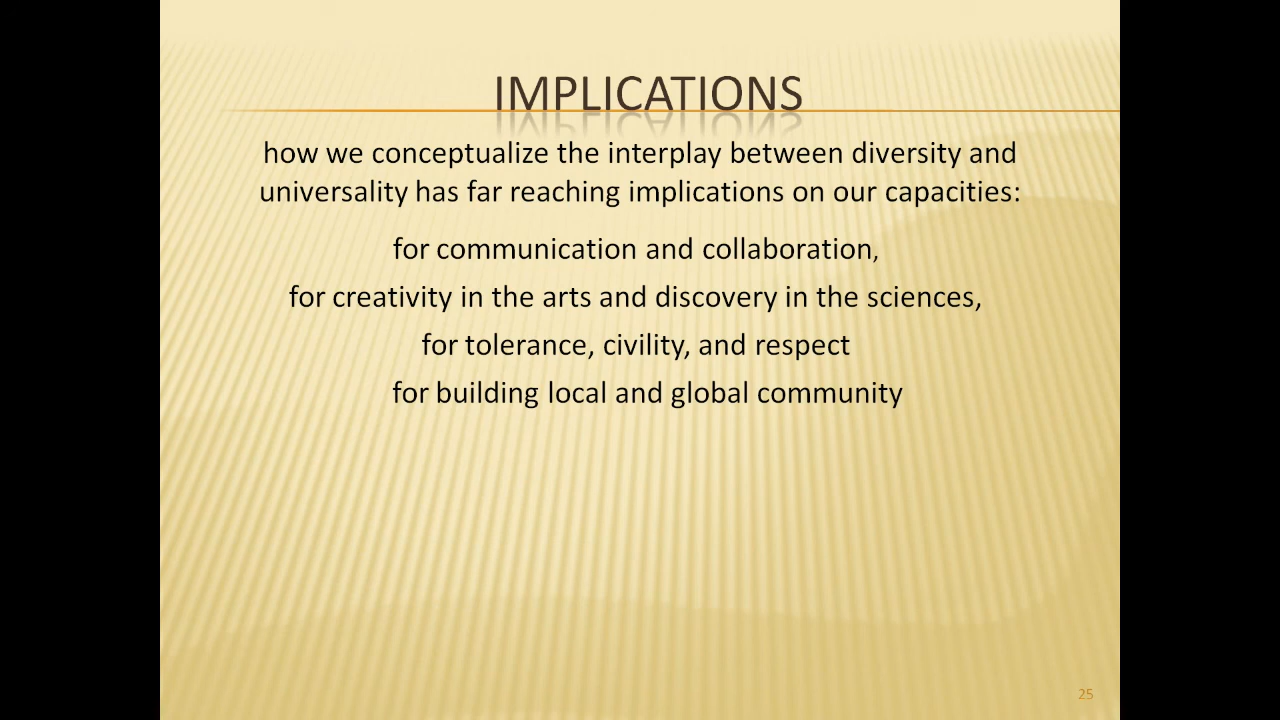 IMPLICATIONS
how we conceptualize the interplay between diversity and
universality has far reaching implications on our capacities:
for communication and collaboration,
for creativity in the arts and discovery in the sciences,
for tolerance, civility, and respect
for building local and global community
25